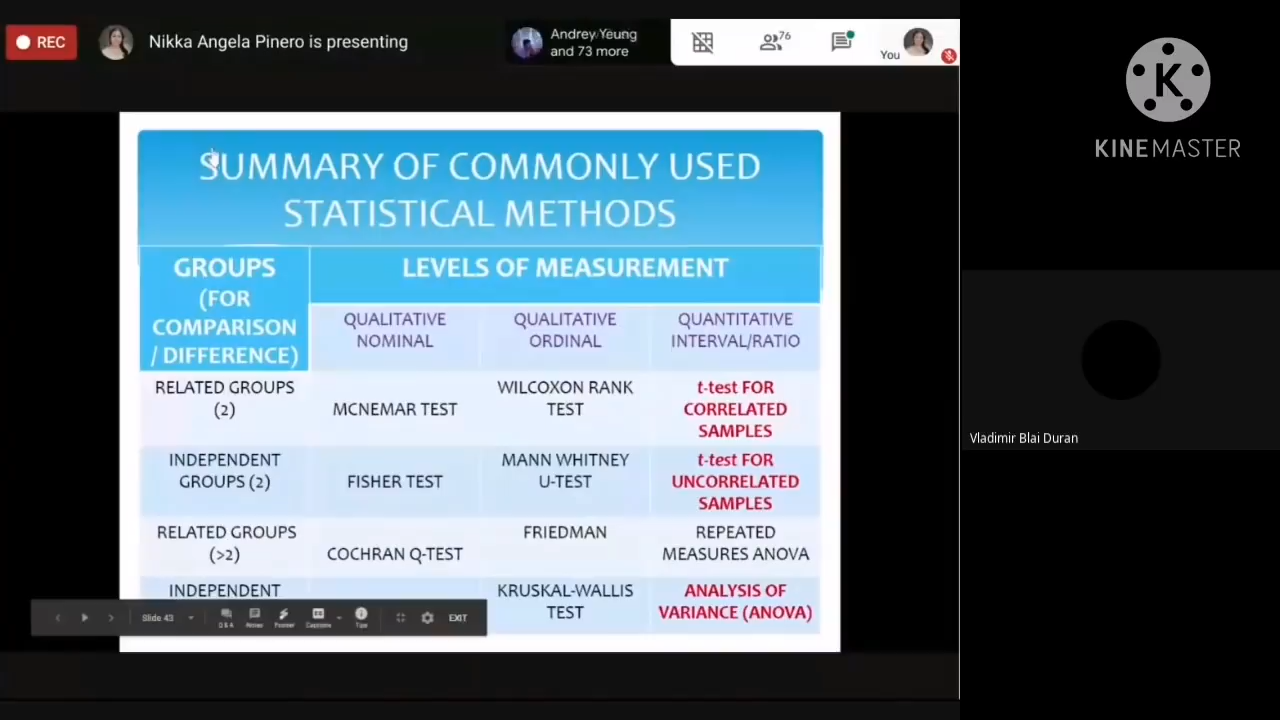 REC
Nikka Angela Pinero is presenting
Andrey Yeung
and 73 more
76
You
K
KINEMASTER
SUMMARY OF COMMONLY USED
STATISTICAL METHODS
GROUPS
(FOR
COMPARISON
/ DIFFERENCE)
LEVELS OF MEASUREMENT
QUALITATIVE
NOMINAL
QUALITATIVE
ORDINAL
QUANTITATIVE
INTERVAL/RATIO
RELATED GROUPS
(2)
MCNEMAR TEST
WILCOXON RANK
TEST
t-test FOR
CORRELATED
SAMPLES
INDEPENDENT
GROUPS (2)
FISHER TEST
MANN WHITNEY
U-TEST
t-test FOR
UNCORRELATED
SAMPLES
RELATED GROUPS
(>2)
COCHRAN Q-TEST
FRIEDMAN
REPEATED
MEASURES ANOVA
INDEPENDENT
KRUSKAL-WALLIS
TEST
ANALYSIS OF
VARIANCE (ANOVA)
Slide 43
Q & A
Notes
Pointer
Captions
Tips
EXIT
Vladimir Blai Duran